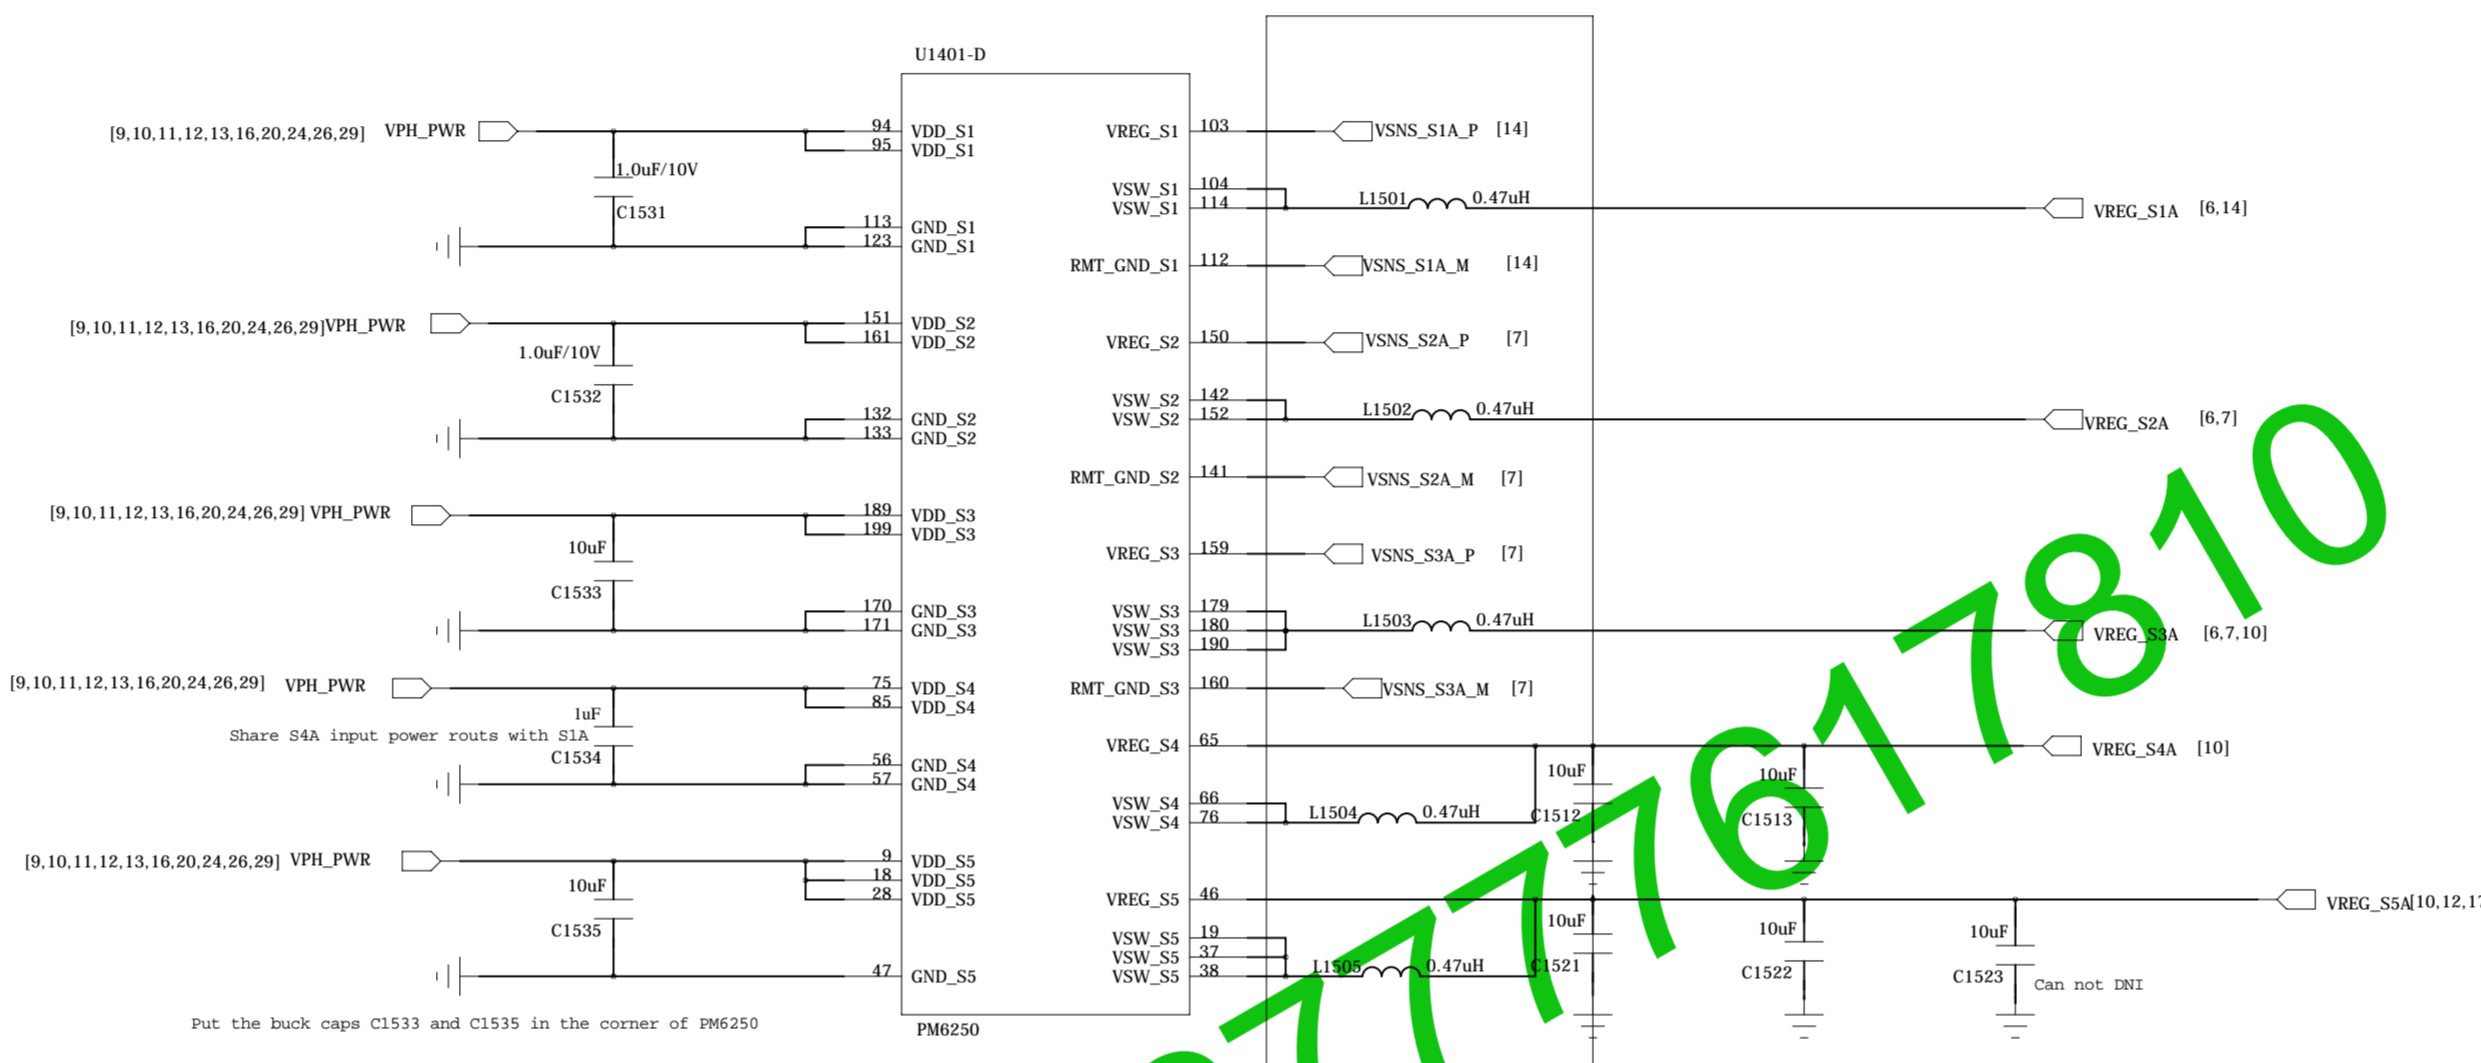 U1401-D
[9,10,11,12,13,16,20,24,26,29] VPH_PWR
94 VDD_S1
95 VDD_S1
1.0uF/10V
C1531
113 GND_S1
123 GND_S1
[9,10,11,12,13,16,20,24,26,29]VPH_PWR
151 VDD_S2
161 VDD_S2
1.0uF/10V
C1532
132 GND_S2
133 GND_S2
[9,10,11,12,13,16,20,24,26,29] VPH_PWR
189 VDD_S3
199 VDD_S3
10uF
C1533
170 GND_S3
171 GND_S3
[9,10,11,12,13,16,20,24,26,29] VPH_PWR
75 VDD_S4
85 VDD_S4
1uF
Share S4A input power routs with S1A
C1534
56 GND_S4
57 GND_S4
[9,10,11,12,13,16,20,24,26,29] VPH_PWR
9 VDD_S5
18 VDD_S5
28 VDD_S5
10uF
C1535
47 GND_S5
Put the buck caps C1533 and C1535 in the corner of PM6250
PM6250
VREG_S1 103 VSNS_S1A_P [14]
VSW_S1 104
VSW_S1 114 L1501 0.47uH VREG_S1A [6,14]
RMT_GND_S1 112 VSNS_S1A_M [14]
VREG_S2 150 VSNS_S2A_P [7]
VSW_S2 142
VSW_S2 152 L1502 0.47uH VREG_S2A [6,7]
RMT_GND_S2 141 VSNS_S2A_M [7]
VREG_S3 159 VSNS_S3A_P [7]
VSW_S3 179
VSW_S3 180 L1503 0.47uH VREG_S3A [6,7,10]
VSW_S3 190
RMT_GND_S3 160 VSNS_S3A_M [7]
VREG_S4 65 VREG_S4A [10]
10uF 10uF
VSW_S4 66
VSW_S4 76 L1504 0.47uH C1512 C1513
VREG_S5 46 VREG_S5A[10,12,17
10uF 10uF 10uF
VSW_S5 19
VSW_S5 37
VSW_S5 38 L1505 0.47uH C1521 C1522 C1523
Can not DNI
777617810